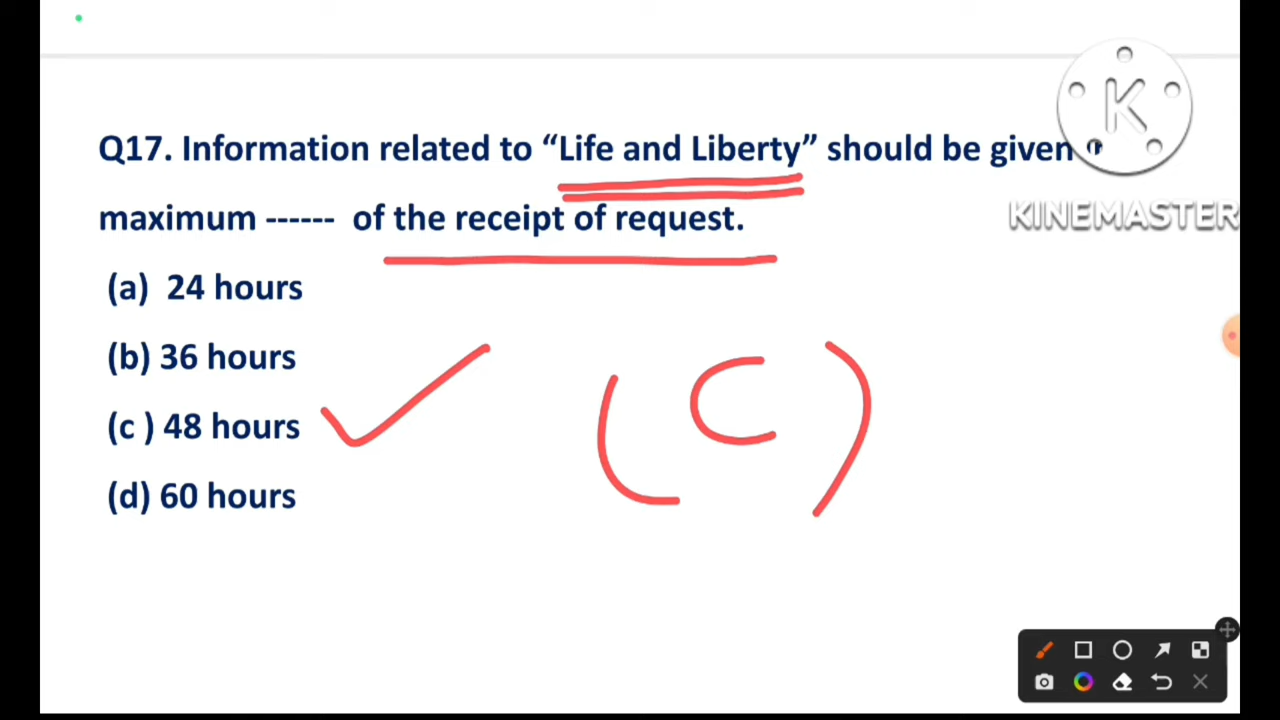 Q17. Information related to “Life and Liberty” should be given
maximum ------ of the receipt of request.
(a) 24 hours
(b) 36 hours
(c ) 48 hours
(d) 60 hours
(C)
K
KINEMASTER